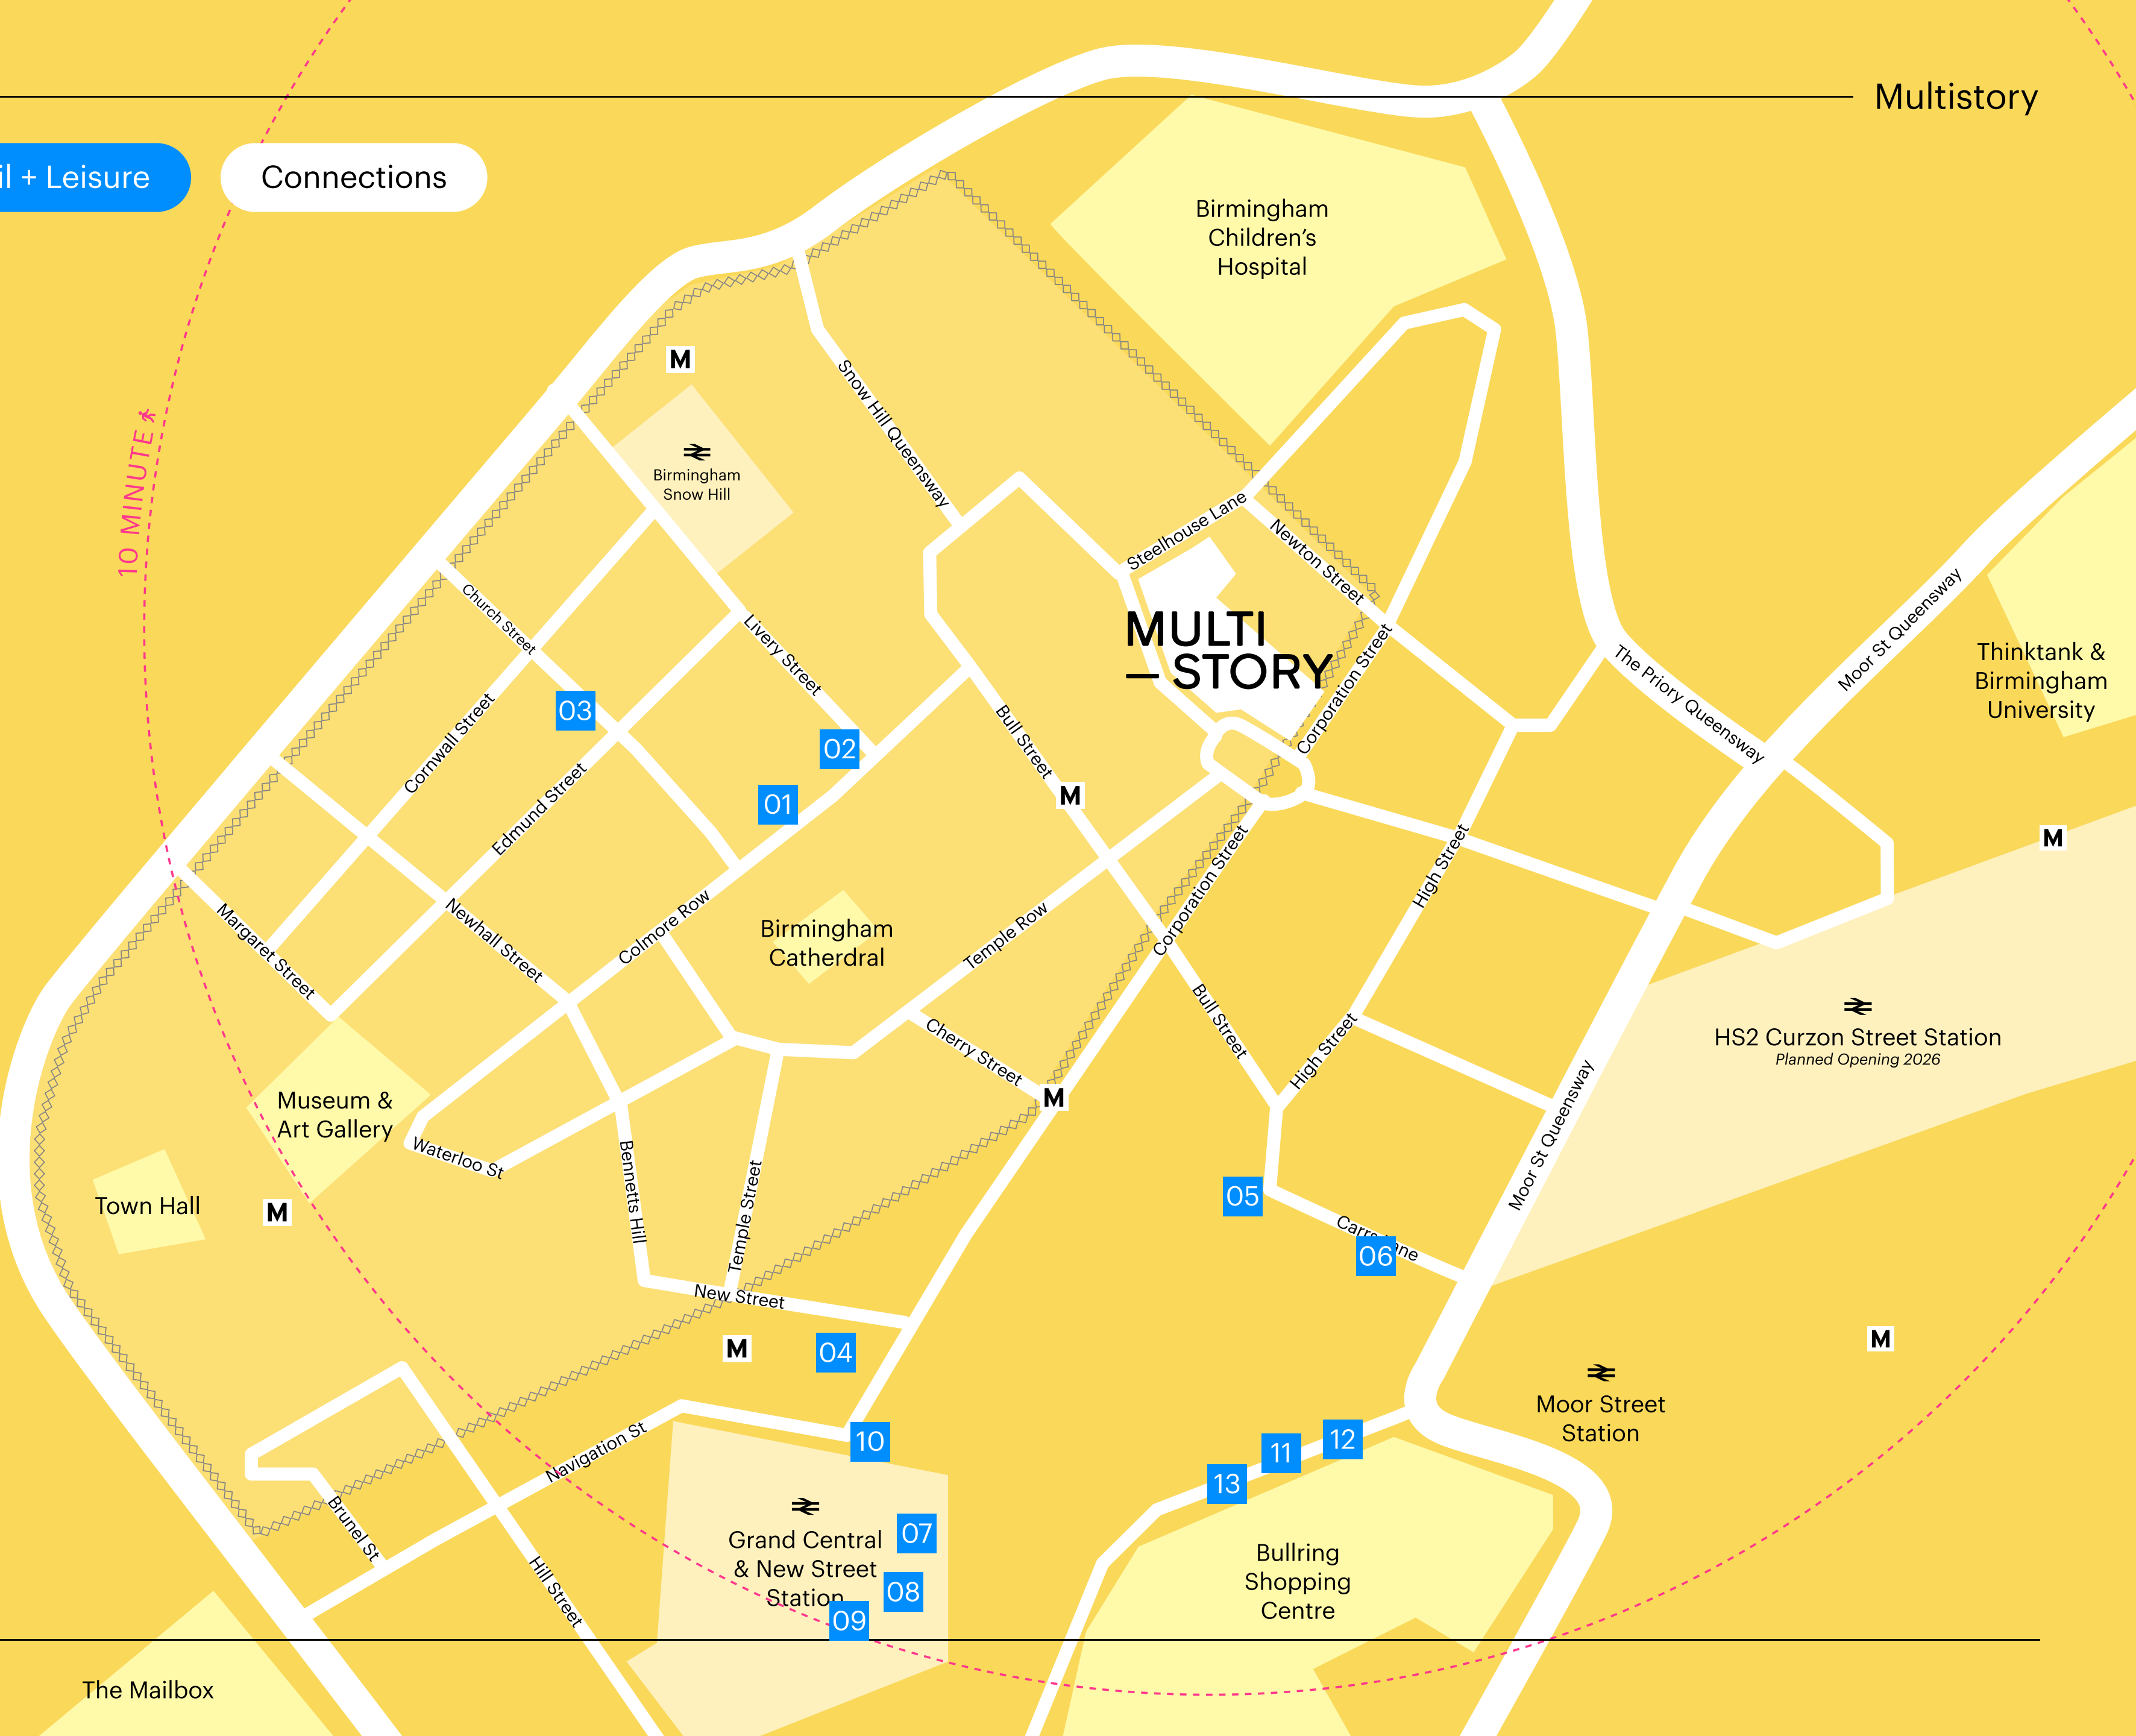 Multistory
il + Leisure
Connections
Birmingham
Children's
Hospital
M
Snow Hill Queensway
10 MINUTE
Birmingham
Snow Hill
Steelhouse Lane
Newton Street
Church Street
MULTI
— STORY
Livery Street
Corporation Street
Moor St Queensway
The Priory Queensway
Thinktank &
Birmingham
University
03
02
01
Cornwall Street
Edmund Street
Bull Street
M
M
High Street
Corporation Street
Margaret Street
Newhall Street
Colmore Row
Birmingham
Catherdral
Temple Row
Bull Street
Cherry Street
High Street
HS2 Curzon Street Station
Planned Opening 2026
M
Museum &
Art Gallery
Waterloo St
Bennetts Hill
Temple Street
Moor St Queensway
Town Hall
M
05
Carrs Lane
06
New Street
M
04
M
Moor Street
Station
Navigation St
10
11
12
13
Brunel St
Hill Street
Grand Central
& New Street
Station
07
08
09
Bullring
Shopping
Centre
The Mailbox